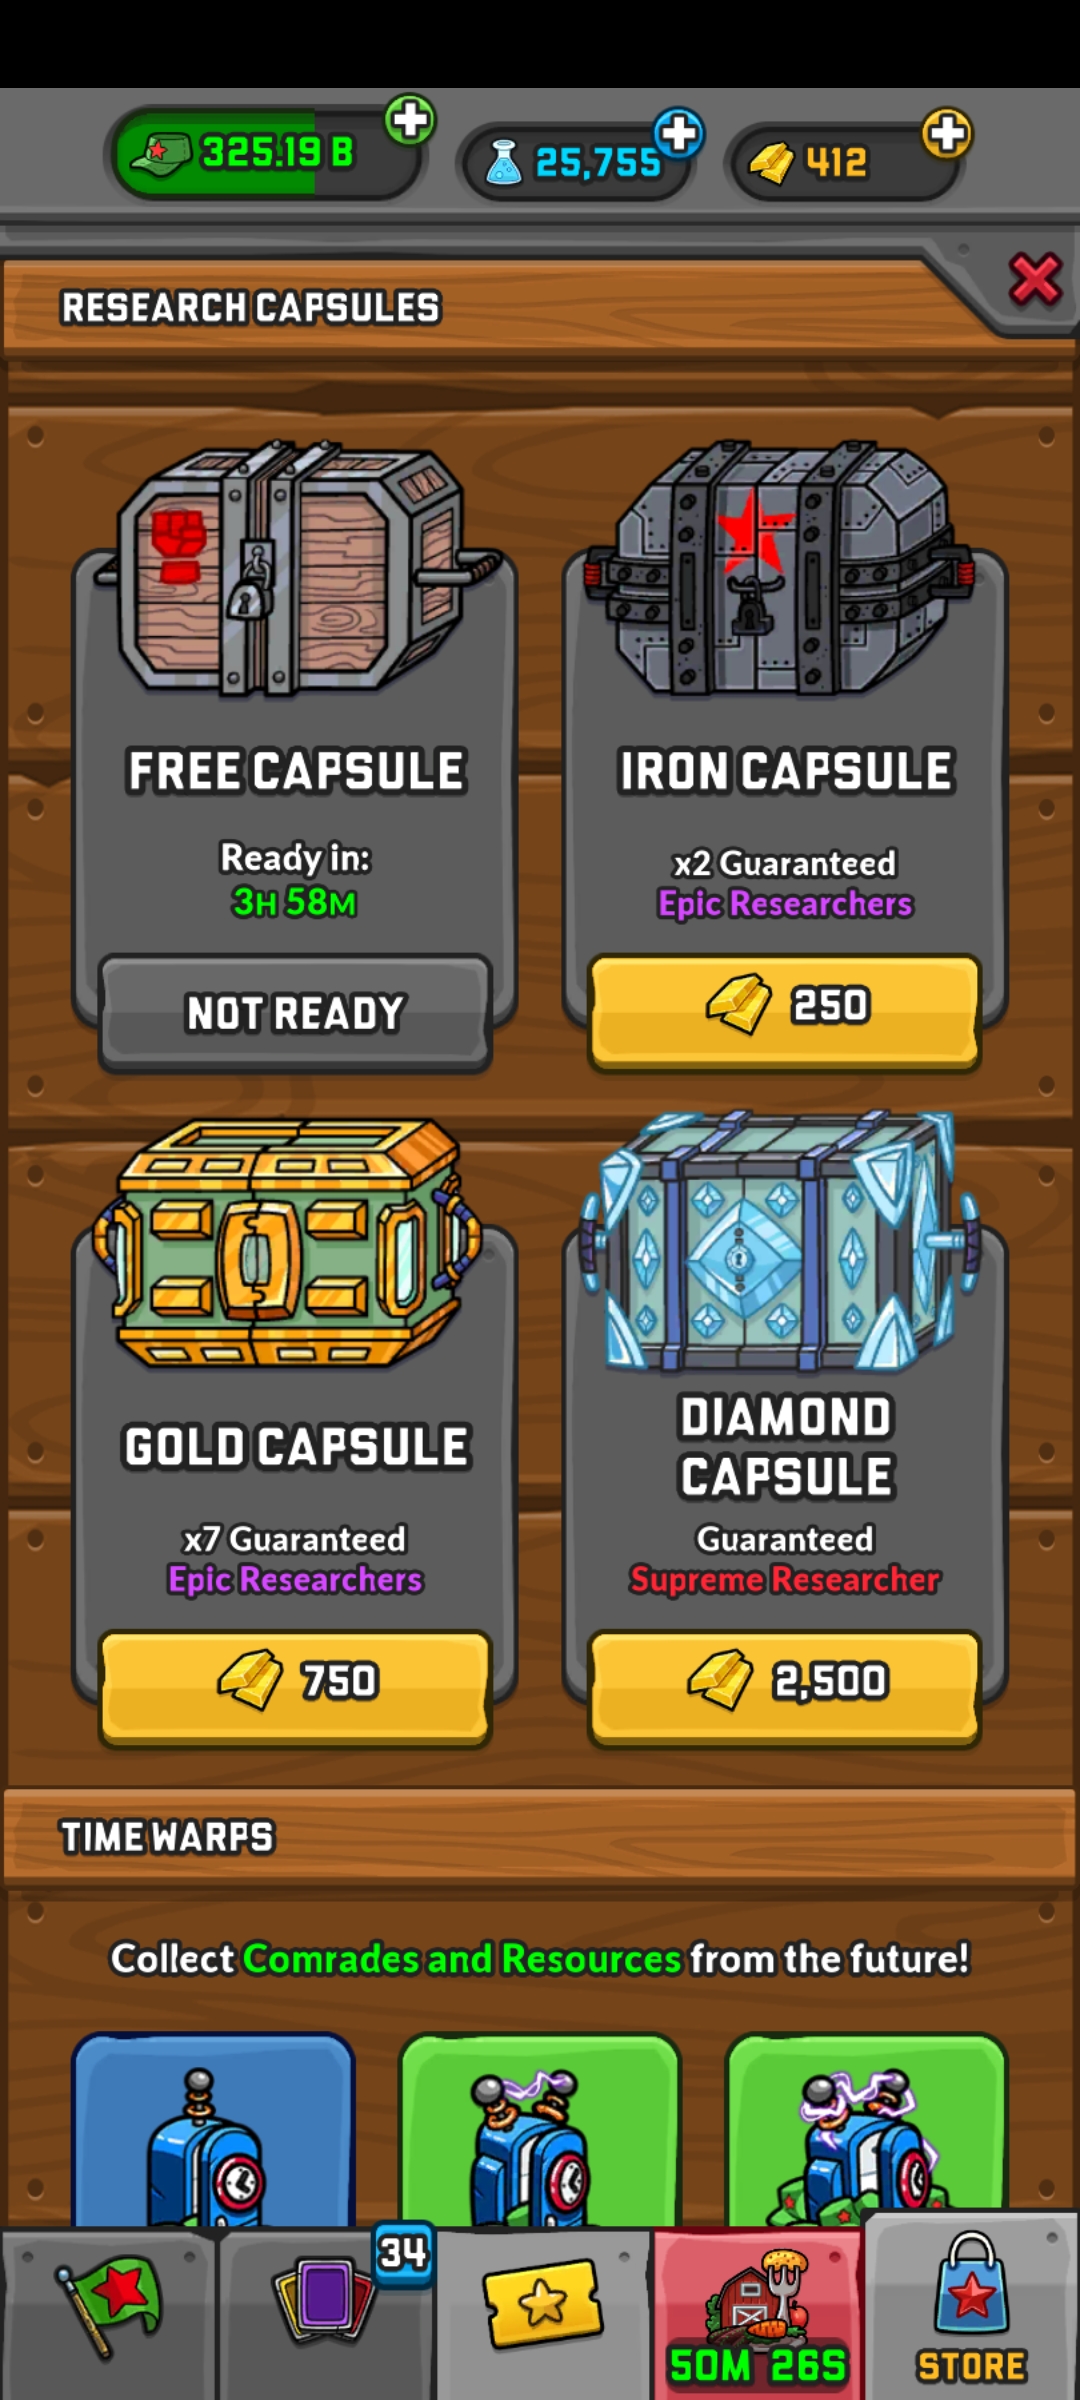 325.19 B
25,755
412
RESEARCH CAPSULES
FREE CAPSULE
Ready in:
3H 58M
NOT READY
IRON CAPSULE
x2 Guaranteed
Epic Researchers
250
GOLD CAPSULE
x7 Guaranteed
Epic Researchers
750
DIAMOND
CAPSULE
Guaranteed
Supreme Researcher
2,500
TIME WARPS
Collect Comrades and Resources from the future!
34
50M 26S
STORE